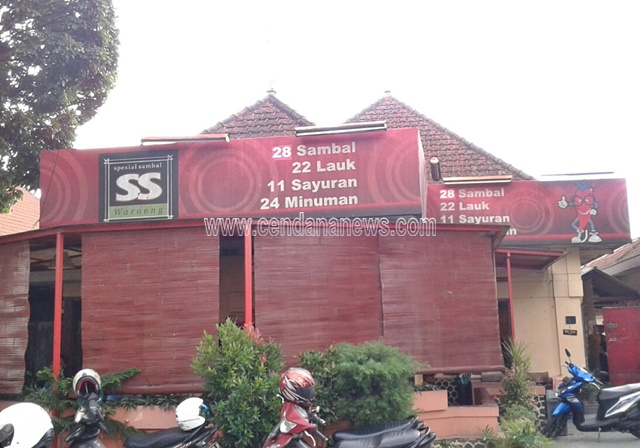 spesial sambal
SS
Waroeng
28 Sambal
22 Lauk
11 Sayuran
24 Minuman
28 Sambal
22 Lauk
11 Sayuran
www.cendananews.com